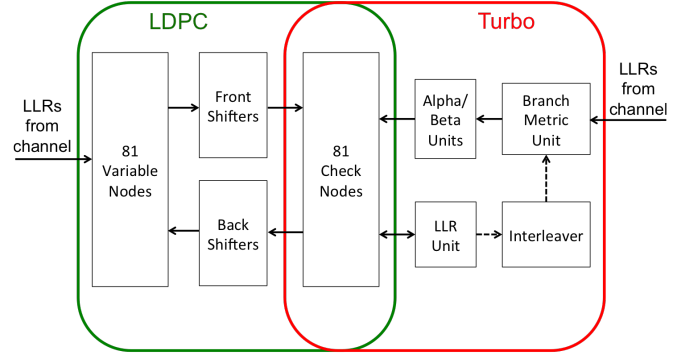 LDPC
Turbo
LLRs
from
channel
81
Variable
Nodes
Front
Shifters
Back
Shifters
81
Check
Nodes
Alpha/
Beta
Units
LLR
Unit
Branch
Metric
Unit
Interleaver
LLRs
from
channel